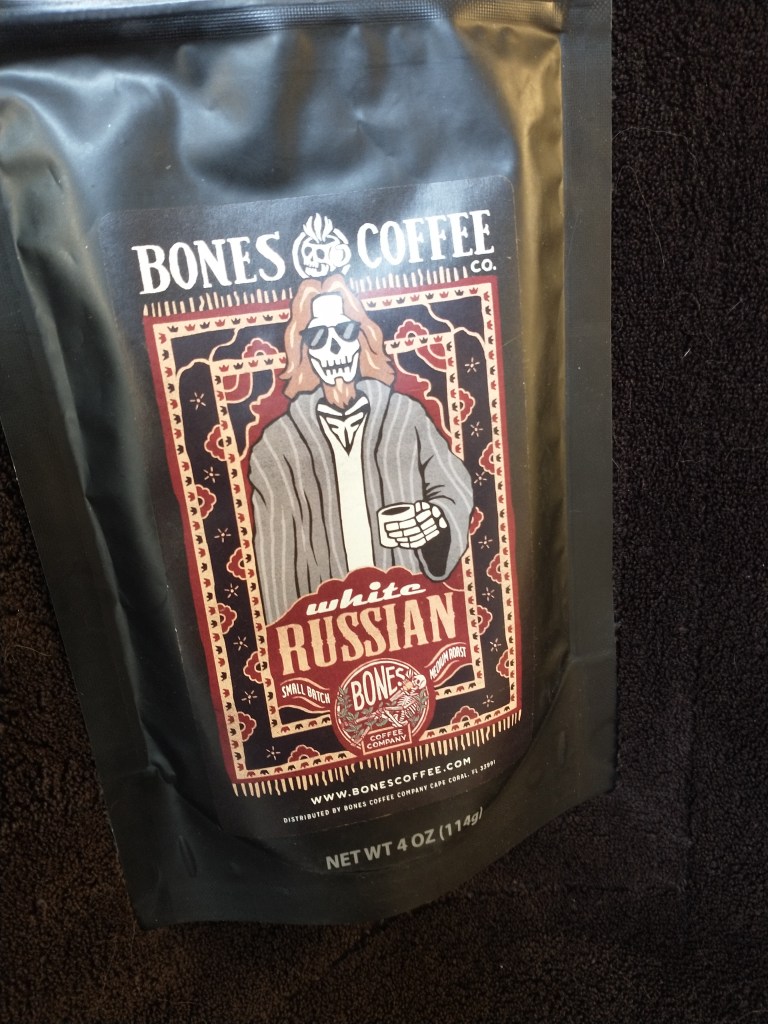 BONES COFFEE
CO.
white
RUSSIAN
SMALL BATCH
MEDIUM ROAST
BONES
COFFEE
COMPANY
WWW.BONESCOFFEE.COM
DISTRIBUTED BY BONES COFFEE COMPANY CAPE CORAL, FL 33991
NET WT 4 OZ (114g)